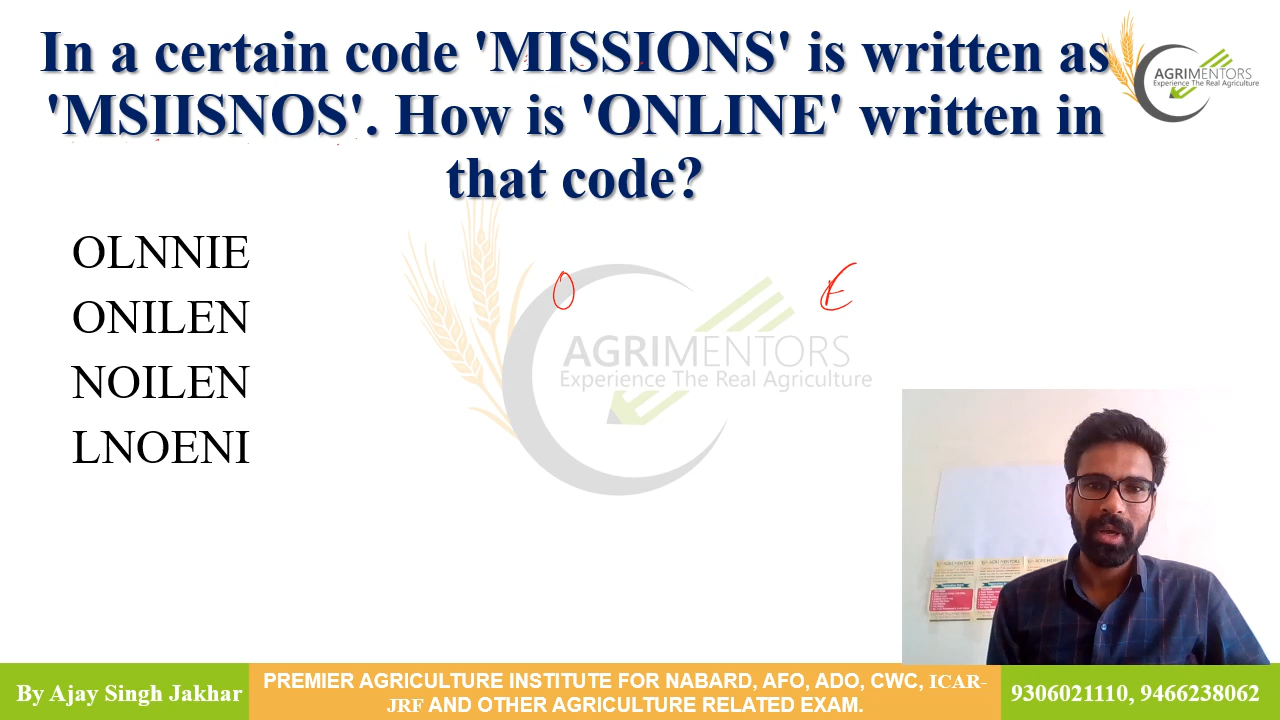 In a certain code 'MISSIONS' is written as
'MSIISNOS'. How is 'ONLINE' written in
that code?
AGRIMENTORS
Experience The Real Agriculture
OLNNIE
ONILEN
NOILEN
LNOENI
O E
AGRIMENTORS
Experience The Real Agriculture
By Ajay Singh Jakhar
PREMIER AGRICULTURE INSTITUTE FOR NABARD, AFO, ADO, CWC, ICAR-
JRF AND OTHER AGRICULTURE RELATED EXAM.
9306021110, 9466238062